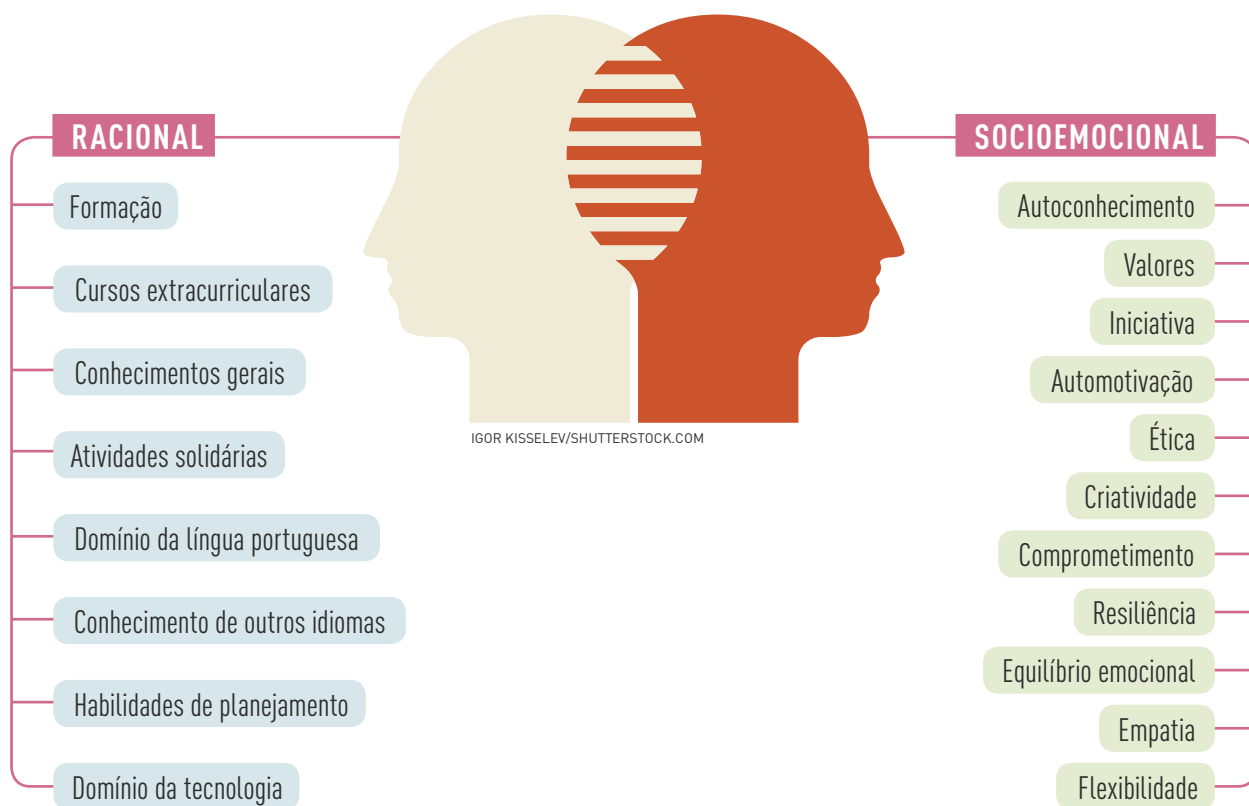 RACIONAL
Formação
Cursos extracurriculares
Conhecimentos gerais
Atividades solidárias
Domínio da língua portuguesa
Conhecimento de outros idiomas
Habilidades de planejamento
Domínio da tecnologia
IGOR KISSELEV/SHUTTERSTOCK.COM
SOCIOEMOCIONAL
Autoconhecimento
Valores
Iniciativa
Automotivação
Ética
Criatividade
Comprometimento
Resiliência
Equilíbrio emocional
Empatia
Flexibilidade